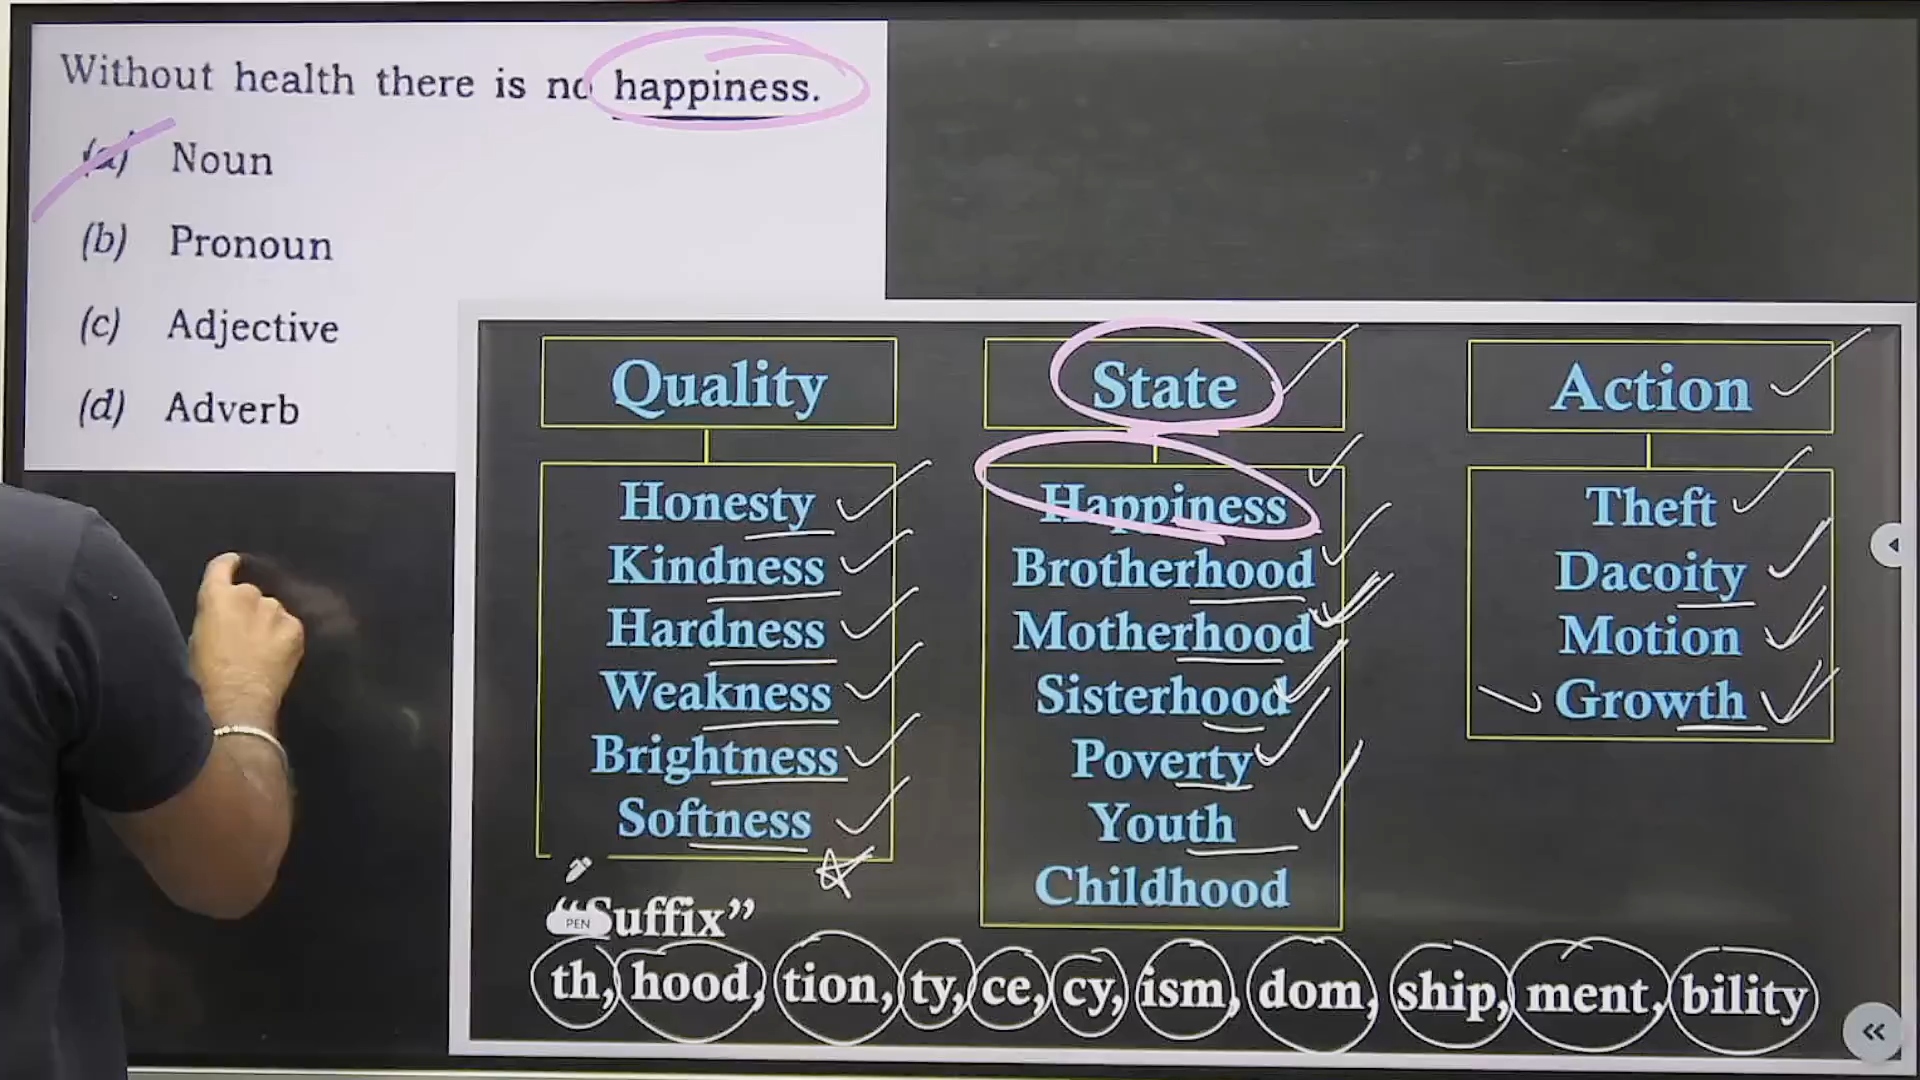 Without health there is no happiness.
(a) Noun
(b) Pronoun
(c) Adjective
(d) Adverb
Quality
Honesty
Kindness
Hardness
Weakness
Brightness
Softness
State
Happiness
Brotherhood
Motherhood
Sisterhood
Poverty
Youth
Childhood
Action
Theft
Dacoity
Motion
Growth
PEN
“Suffix”
th, hood, tion, ty, ce, cy, ism, dom, ship, ment, bility